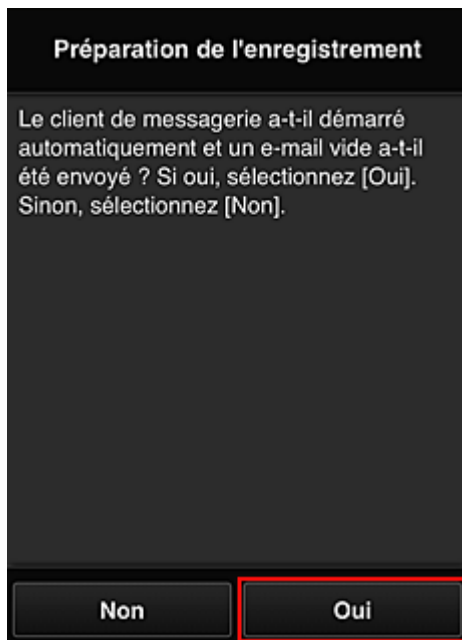 Préparation de l'enregistrement
Le client de messagerie a-t-il démarré
automatiquement et un e-mail vide a-t-il
été envoyé ? Si oui, sélectionnez [Oui].
Sinon, sélectionnez [Non].
Non
Oui